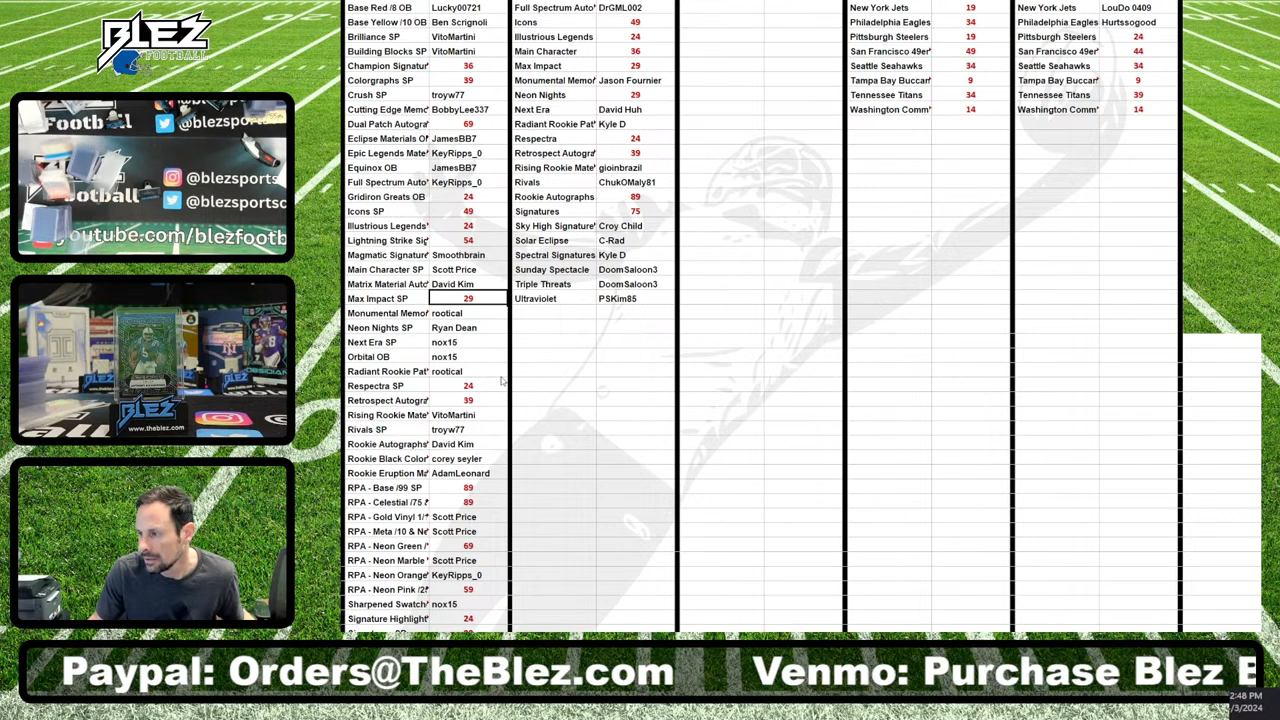 BLEZ
FOOTBALL
Football
@blezsports
@blezsports
@blezsportsc
ootball
youtube.com/blezfootb
BLEZ
www.theblez.com
Base Red /8 OB Lucky00721
Base Yellow /10 OB Ben Scrignoli
Brilliance SP VitoMartini
Building Blocks SP VitoMartini
Champion Signatur 36
Colorgraphs SP 39
Crush SP troyw77
Cutting Edge Memo BobbyLee337
Dual Patch Autogra 69
Eclipse Materials O JamesBB7
Epic Legends Mate KeyRipps_0
Equinox OB JamesBB7
Full Spectrum Auto KeyRipps_0
Gridiron Greats OB 24
Icons SP 49
Illustrious Legends 24
Lightning Strike Sig 54
Magmatic Signature Smoothbrain
Main Character SP Scott Price
Matrix Material Auto David Kim
Max Impact SP 29
Monumental Memo rootical
Neon Nights SP Ryan Dean
Next Era SP nox15
Orbital OB nox15
Radiant Rookie Pat rootical
Respectra SP 24
Retrospect Autogra 39
Rising Rookie Mate VitoMartini
Rivals SP troyw77
Rookie Autographs David Kim
Rookie Black Color corey seyler
Rookie Eruption Ma AdamLeonard
RPA - Base /99 SP 89
RPA - Celestial /75 89
RPA - Gold Vinyl 1/ Scott Price
RPA - Meta /10 & Ne Scott Price
RPA - Neon Green / 69
RPA - Neon Marble Scott Price
RPA - Neon Orange KeyRipps_0
RPA - Neon Pink /2 59
Sharpened Swatch nox15
Signature Highlight 24
Full Spectrum Auto DrGML002
Icons 49
Illustrious Legends 24
Main Character 36
Max Impact 29
Monumental Memo Jason Fournier
Neon Nights 29
Next Era David Huh
Radiant Rookie Pat Kyle D
Respectra 24
Retrospect Autogra 39
Rising Rookie Mate gioinbrazil
Rivals ChukOMaly81
Rookie Autographs 89
Signatures 75
Sky High Signature Croy Child
Solar Eclipse C-Rad
Spectral Signatures Kyle D
Sunday Spectacle DoomSaloon3
Triple Threats DoomSaloon3
Ultraviolet PSKim85
New York Jets 19
Philadelphia Eagles 34
Pittsburgh Steelers 19
San Francisco 49er 49
Seattle Seahawks 34
Tampa Bay Buccar 9
Tennessee Titans 34
Washington Comm 14
New York Jets LouDo 0409
Philadelphia Eagles Hurtssogood
Pittsburgh Steelers 24
San Francisco 49er 44
Seattle Seahawks 34
Tampa Bay Buccar 9
Tennessee Titans 39
Washington Comm 14
Paypal: Orders@TheBlez.com Venmo: Purchase Blez
2:48 PM
/3/2024